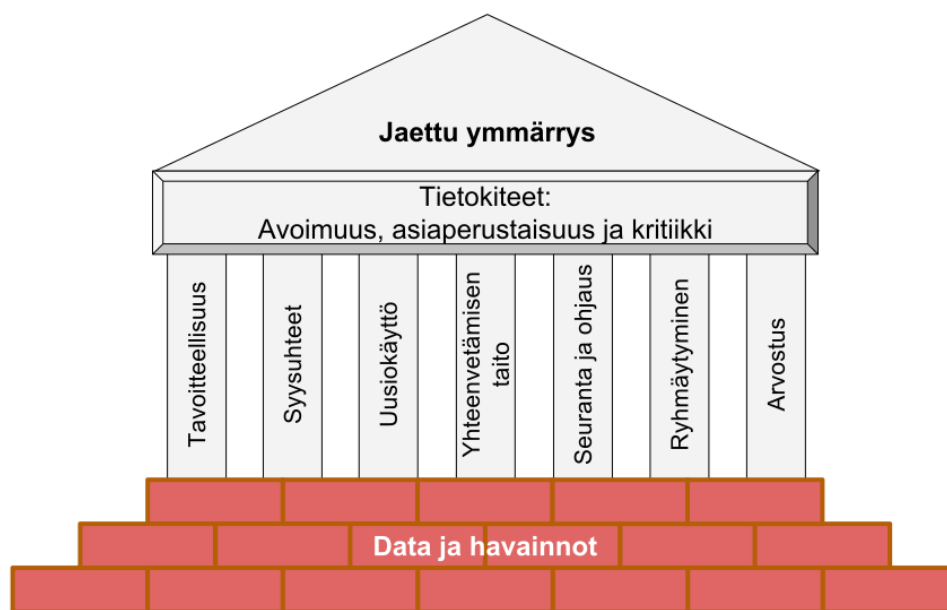 Jaettu ymmärrys
Tietokiteet:
Avoimuus, asiaperustaisuus ja kritiikki
Tavoitteellisuus
Syysuhteet
Uusiokäyttö
Yhteenvetämisen
taito
Seuranta ja ohjaus
Ryhmäytyminen
Arvostus
Data ja havainnot